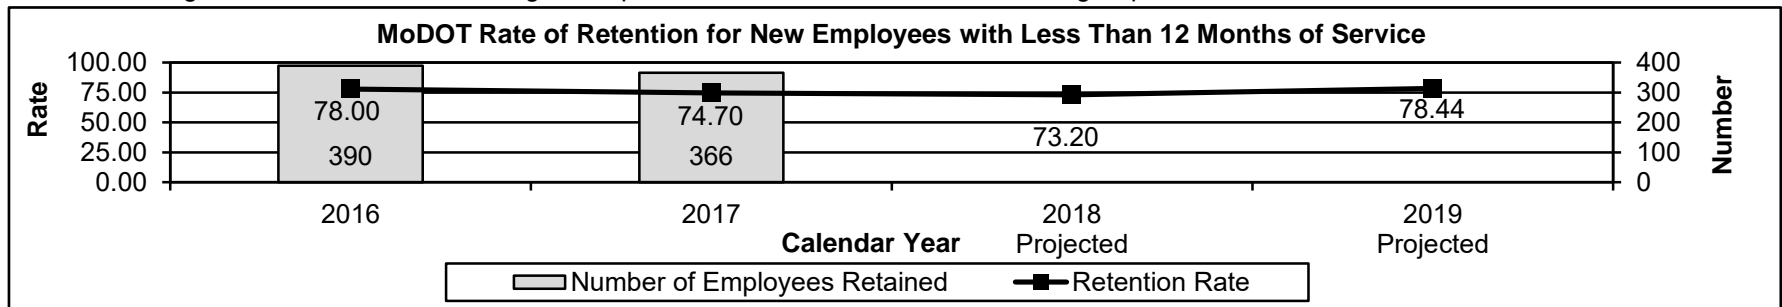 MoDOT Rate of Retention for New Employees with Less Than 12 Months of Service
Rate
100.00
75.00
50.00
25.00
0.00
78.00
390
74.70
366
73.20
78.44
400
300
200
100
0
Number
2016
2017
2018
Projected
2019
Projected
Calendar Year
Number of Employees Retained
Retention Rate